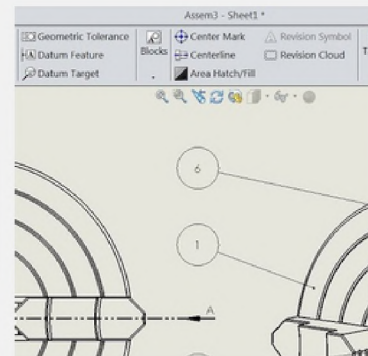 Assem3 - Sheet1 *
Geometric Tolerance
Datum Feature
Datum Target
Blocks
Center Mark
Centerline
Area Hatch/Fill
Revision Symbol
Revision Cloud
T
6
1
A